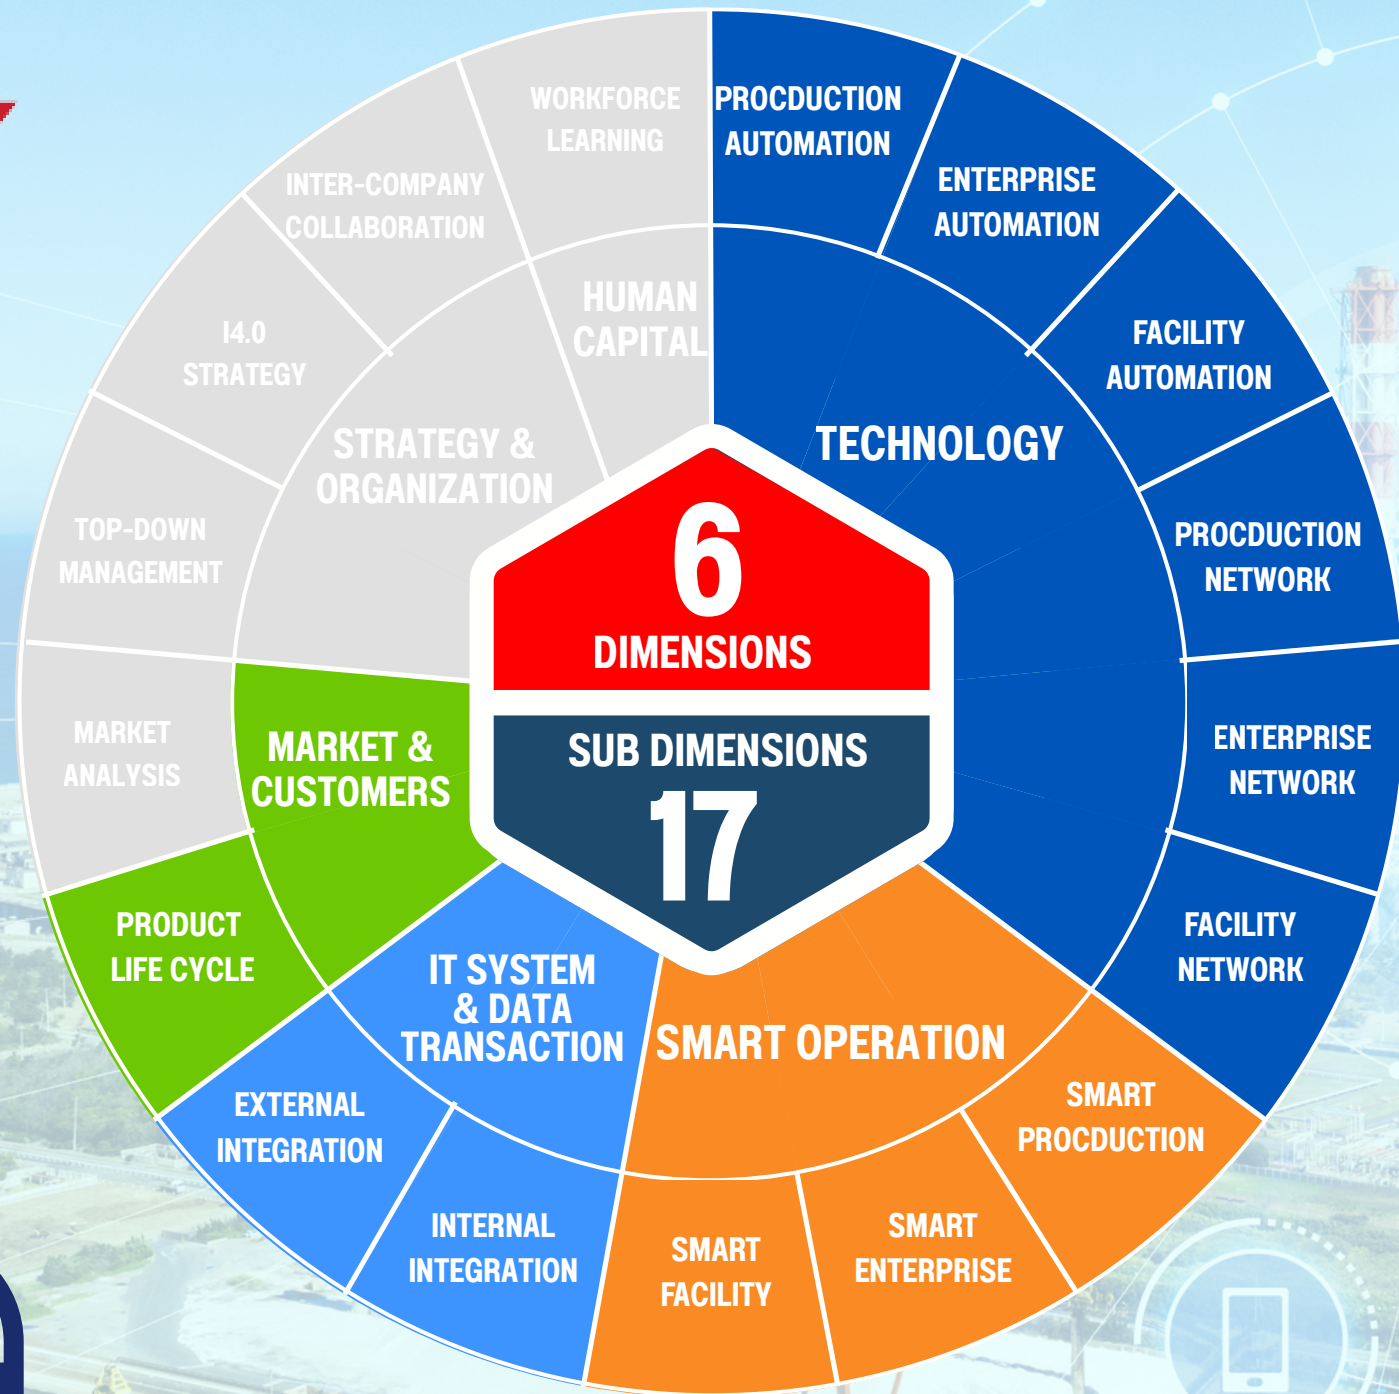 WORKFORCE
LEARNING
PROCDUCTION
AUTOMATION
ENTERPRISE
AUTOMATION
FACILITY
AUTOMATION
PROCDUCTION
NETWORK
ENTERPRISE
NETWORK
FACILITY
NETWORK
SMART
PROCDUCTION
SMART
ENTERPRISE
SMART
FACILITY
INTERNAL
INTEGRATION
EXTERNAL
INTEGRATION
PRODUCT
LIFE CYCLE
MARKET
ANALYSIS
TOP-DOWN
MANAGEMENT
I4.0
STRATEGY
INTER-COMPANY
COLLABORATION
HUMAN
CAPITAL
TECHNOLOGY
SMART OPERATION
IT SYSTEM
& DATA
TRANSACTION
MARKET &
CUSTOMERS
STRATEGY &
ORGANIZATION
6
DIMENSIONS
SUB DIMENSIONS
17